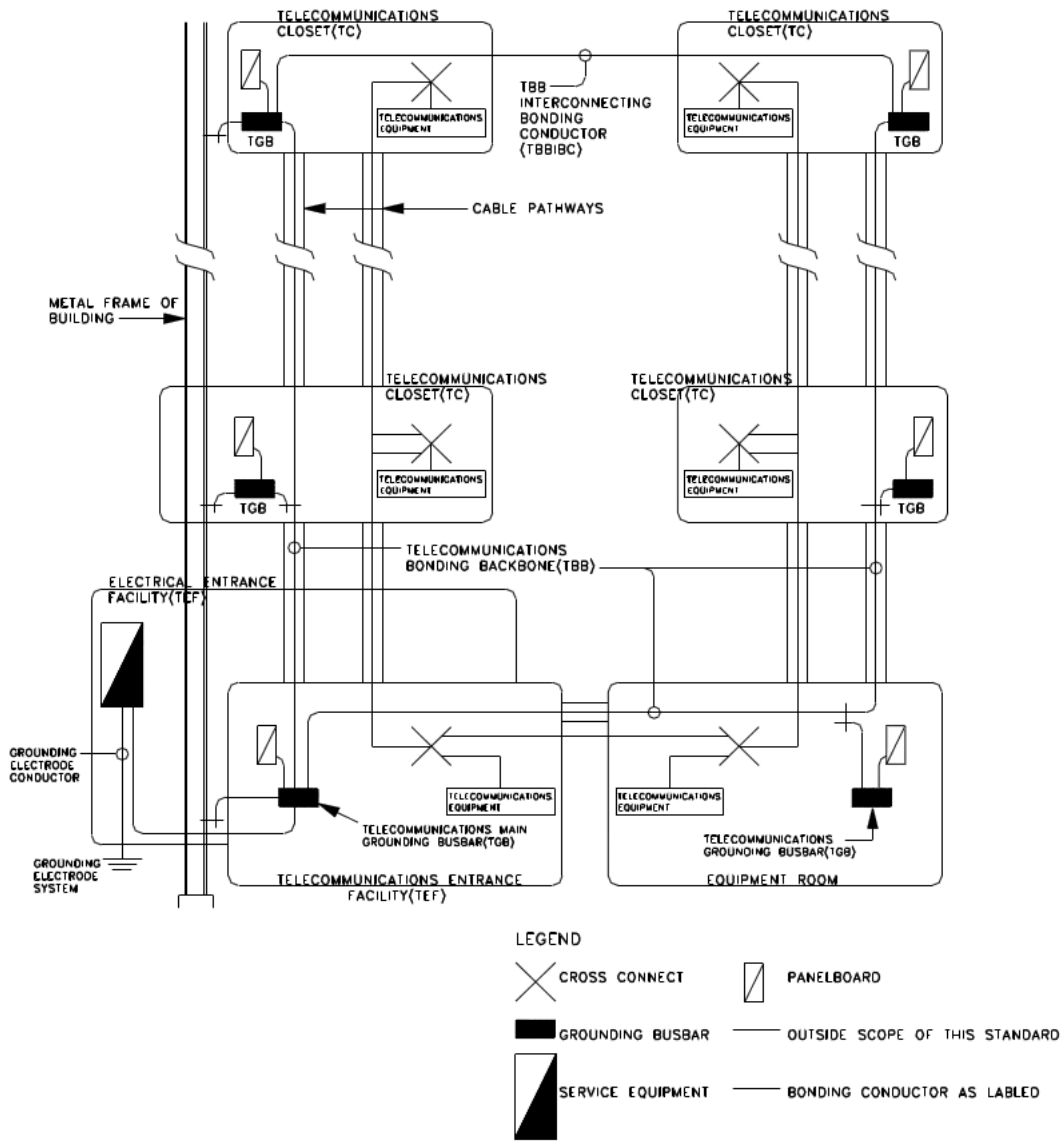 TELECOMMUNICATIONS
CLOSET(TC)
TELECOMMUNICATIONS
CLOSET(TC)
TBB
INTERCONNECTING
BONDING
CONDUCTOR
(TBBIBC)
TELECOMMUNICATIONS
EQUIPMENT
TELECOMMUNICATIONS
EQUIPMENT
TGB
TGB
CABLE PATHWAYS
METAL FRAME OF
BUILDING
TELECOMMUNICATIONS
CLOSET(TC)
TELECOMMUNICATIONS
CLOSET(TC)
TELECOMMUNICATIONS
EQUIPMENT
TELECOMMUNICATIONS
EQUIPMENT
TGB
TGB
TELECOMMUNICATIONS
BONDING BACKBONE(TBB)
ELECTRICAL ENTRANCE
FACILITY(TEF)
GROUNDING
ELECTRODE
CONDUCTOR
TELECOMMUNICATIONS
EQUIPMENT
TELECOMMUNICATIONS
EQUIPMENT
TELECOMMUNICATIONS MAIN
GROUNDING BUSBAR(TGB)
TELECOMMUNICATIONS
GROUNDING BUSBAR(TGB)
GROUNDING
ELECTRODE
SYSTEM
TELECOMMUNICATIONS ENTRANCE
FACILITY(TEF)
EQUIPMENT ROOM
LEGEND
CROSS CONNECT
PANELBOARD
GROUNDING BUSBAR
OUTSIDE SCOPE OF THIS STANDARD
SERVICE EQUIPMENT
BONDING CONDUCTOR AS LABLED